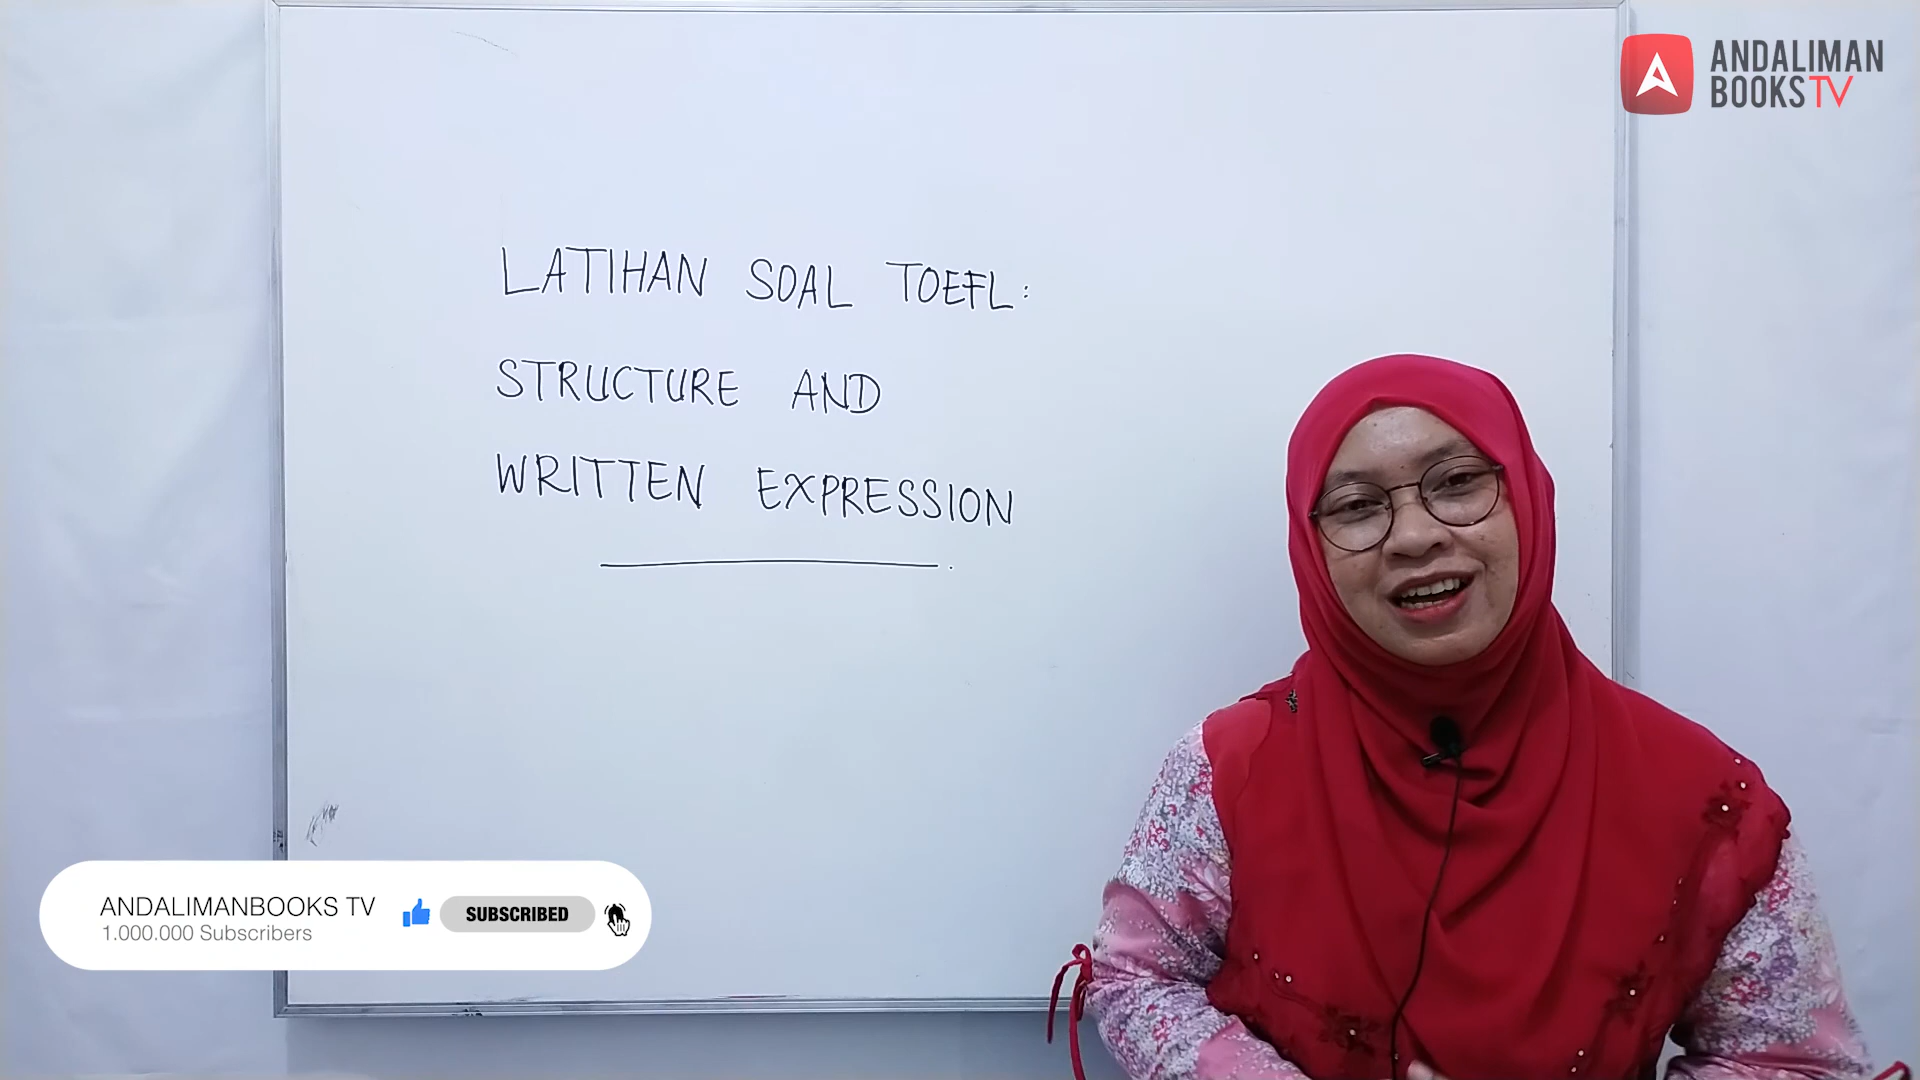 ANDALIMAN
BOOKS TV
LATIHAN SOAL TOEFL:
STRUCTURE AND
WRITTEN EXPRESSION
ANDALIMANBOOKS TV
1.000.000 Subscribers
SUBSCRIBED